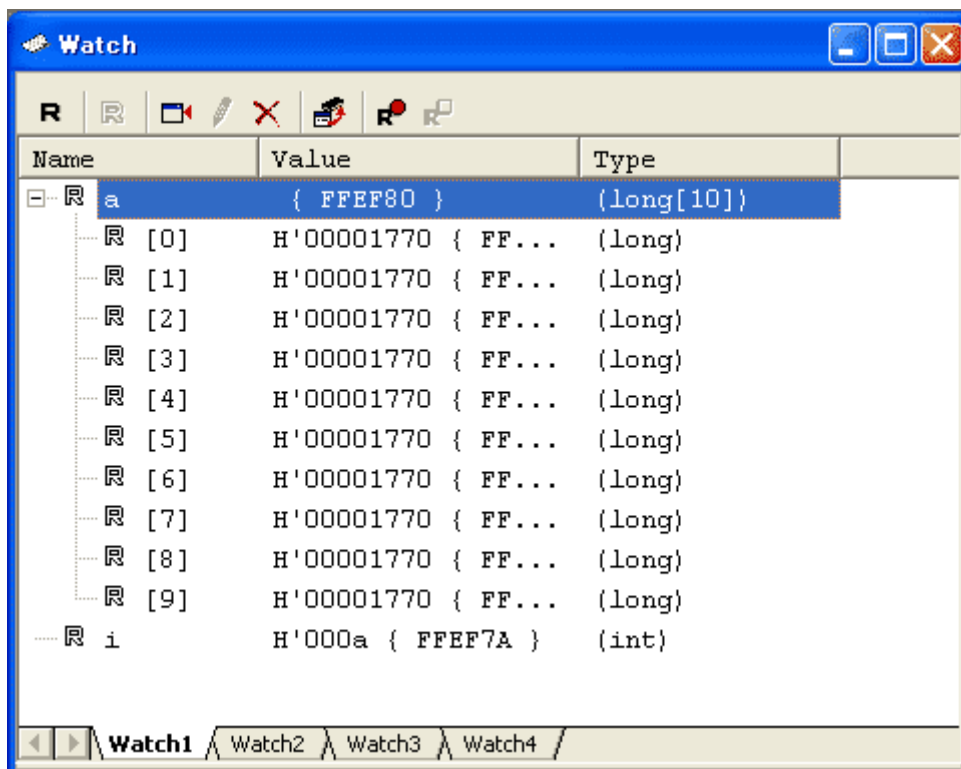 Watch
R R R R
Name Value Type
R a { FFEF80 } (long[10])
R [0] H'00001770 { FF... (long)
R [1] H'00001770 { FF... (long)
R [2] H'00001770 { FF... (long)
R [3] H'00001770 { FF... (long)
R [4] H'00001770 { FF... (long)
R [5] H'00001770 { FF... (long)
R [6] H'00001770 { FF... (long)
R [7] H'00001770 { FF... (long)
R [8] H'00001770 { FF... (long)
R [9] H'00001770 { FF... (long)
R i H'000a { FFEF7A } (int)
Watch1 Watch2 Watch3 Watch4